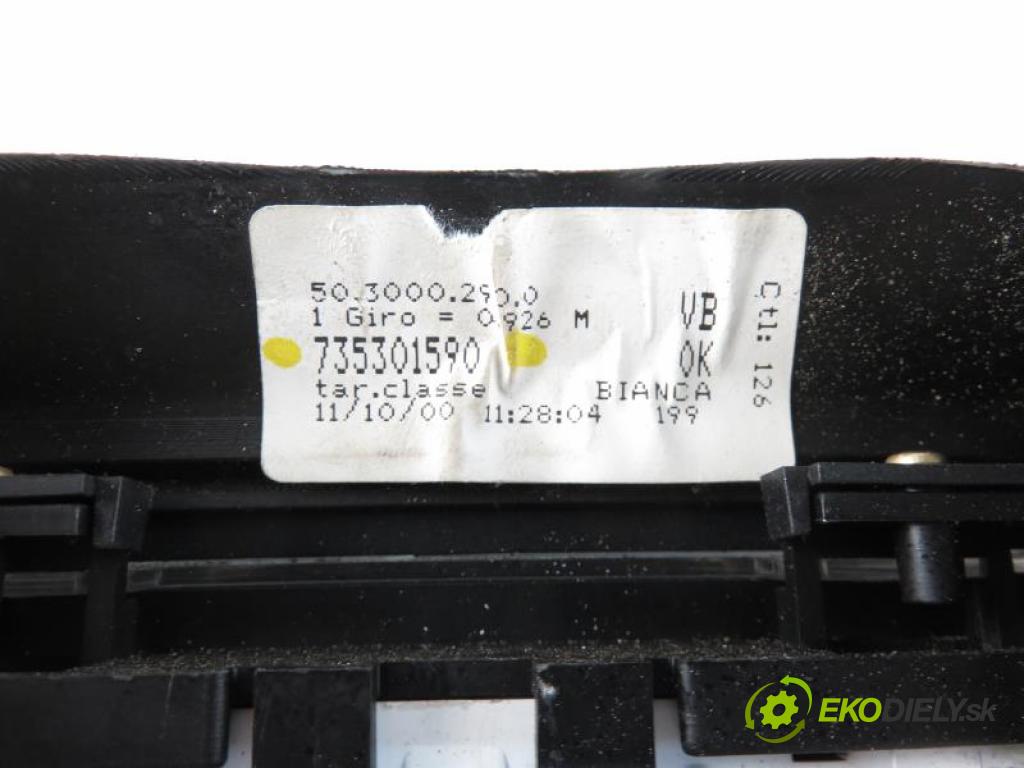 50.3000.290.0
1 Giro = 0,926 M VB
735301590 OK
tar.classe BIANCA
11/10/00 11:28:04 199
Ctl: 126
EKODIELY.sk